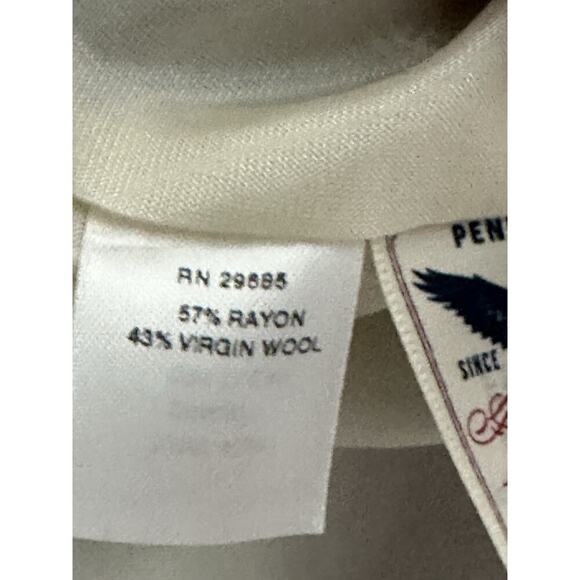 RN 29685
57% RAYON
43% VIRGIN WOOL
PEN
SINCE